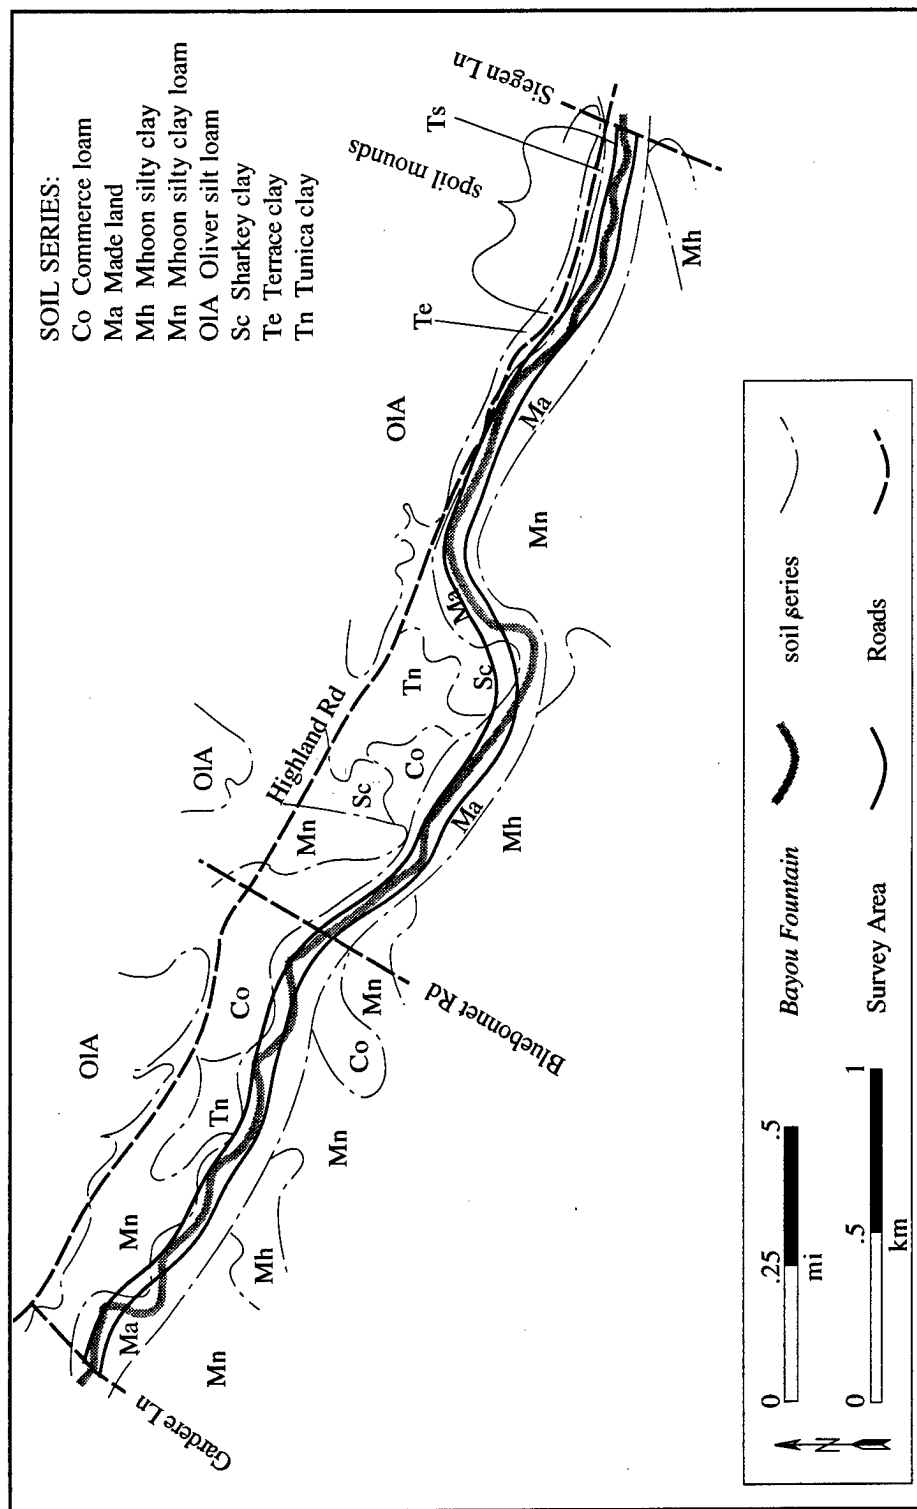 SOIL SERIES:
Co Commerce loam
Ma Made land
Mh Mhoon silty clay
Mn Mhoon silty clay loam
OlA Oliver silt loam
Sc Sharkey clay
Te Terrace clay
Tn Tunica clay
Siegen Ln
Ts
spoil mounds
Te
Mh
OlA
Ma
Mn
Ma
Tn
Sc
Highland Rd
OlA
Co
Sc
Mn
Ma
Mh
Bluebonnet Rd
OlA
Co
Mn
Co
Tn
Mn
Mn
Mh
Ma
Mn
Gardere Ln
N
0 .25 .5
mi
0 .5 1
km
Bayou Fountain
soil series
Survey Area
Roads